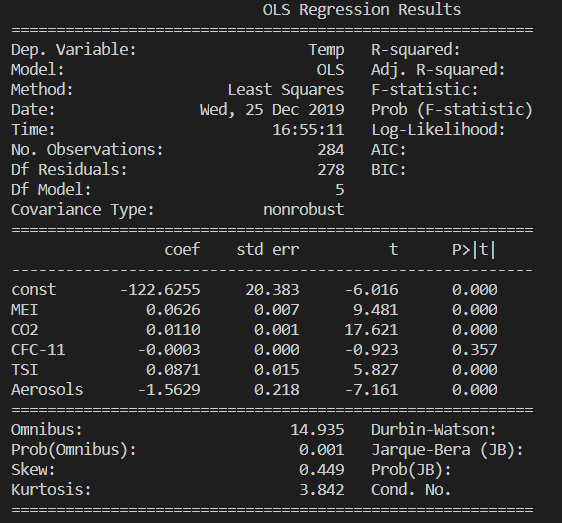 OLS Regression Results
==============================================================
Dep. Variable: Temp R-squared:
Model: OLS Adj. R-squared:
Method: Least Squares F-statistic:
Date: Wed, 25 Dec 2019 Prob (F-statistic)
Time: 16:55:11 Log-Likelihood:
No. Observations: 284 AIC:
Df Residuals: 278 BIC:
Df Model: 5
Covariance Type: nonrobust
==============================================================
coef std err t P>|t|
--------------------------------------------------------------
const -122.6255 20.383 -6.016 0.000
MEI 0.0626 0.007 9.481 0.000
CO2 0.0110 0.001 17.621 0.000
CFC-11 -0.0003 0.000 -0.923 0.357
TSI 0.0871 0.015 5.827 0.000
Aerosols -1.5629 0.218 -7.161 0.000
==============================================================
Omnibus: 14.935 Durbin-Watson:
Prob(Omnibus): 0.001 Jarque-Bera (JB):
Skew: 0.449 Prob(JB):
Kurtosis: 3.842 Cond. No.
==============================================================